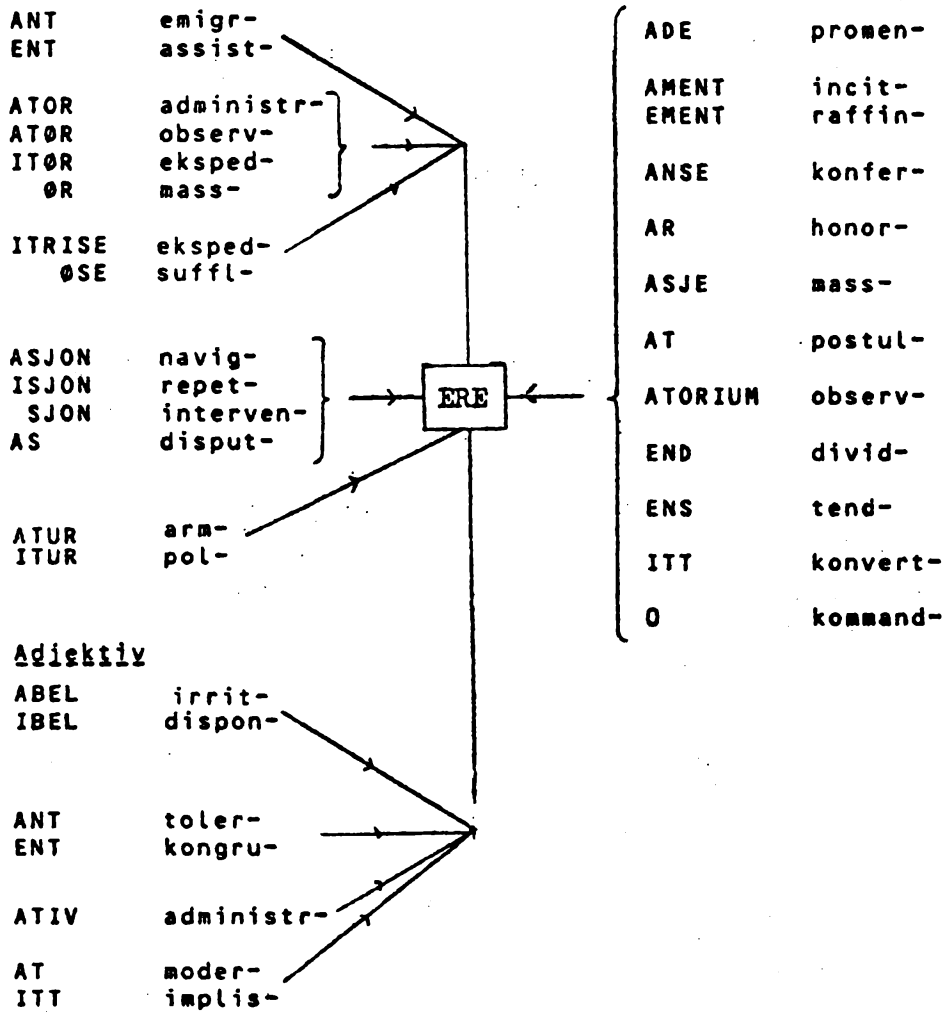 ANT emigr-
ENT assist-
ATOR administr-
ATØR observ-
ITØR eksped-
ØR mass-
ITRISE eksped-
ØSE suffl-
ASJON navig-
ISJON repet-
SJON interven-
AS disput-
ATUR arm-
ITUR pol-
ERE
ADE promen-
AMENT incit-
EMENT raffin-
ANSE konfer-
AR honor-
ASJE mass-
AT postul-
ATORIUM observ-
END divid-
ENS tend-
ITT konvert-
O kommand-
Adjektiv
ABEL irrit-
IBEL dispon-
ANT toler-
ENT kongru-
ATIV administr-
AT moder-
ITT implis-